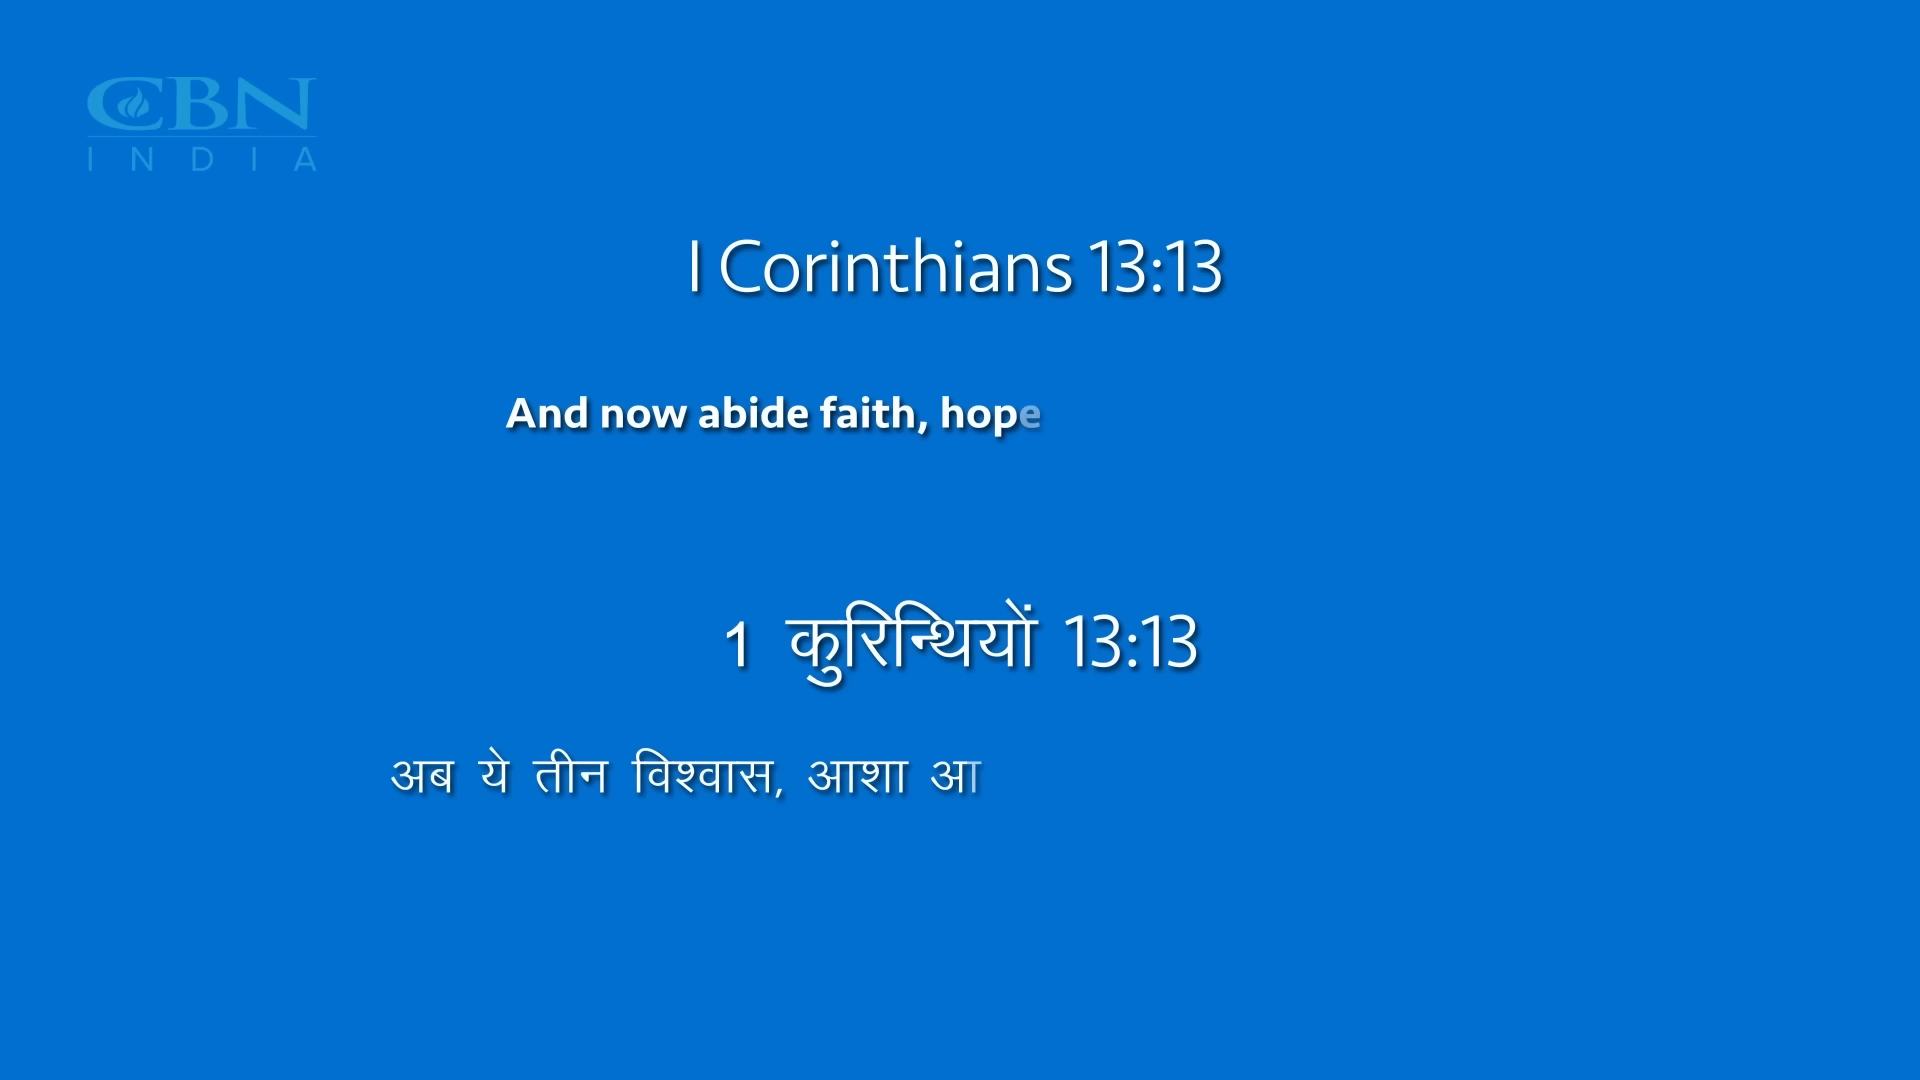 CBN
INDIA
I Corinthians 13:13
And now abide faith, hope
1 कुरिन्थियों 13:13
अब ये तीन विश्वास, आशा आ